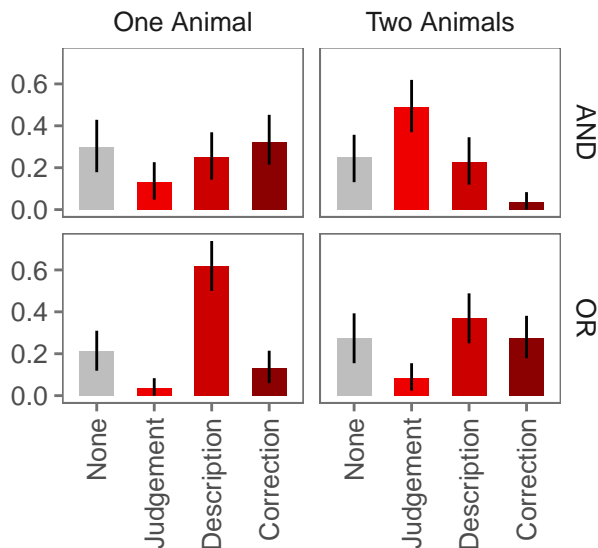 One Animal Two Animals
0.6
0.4
0.2
0.0
AND
0.6
0.4
0.2
0.0
OR
None Judgement Description Correction None Judgement Description Correction